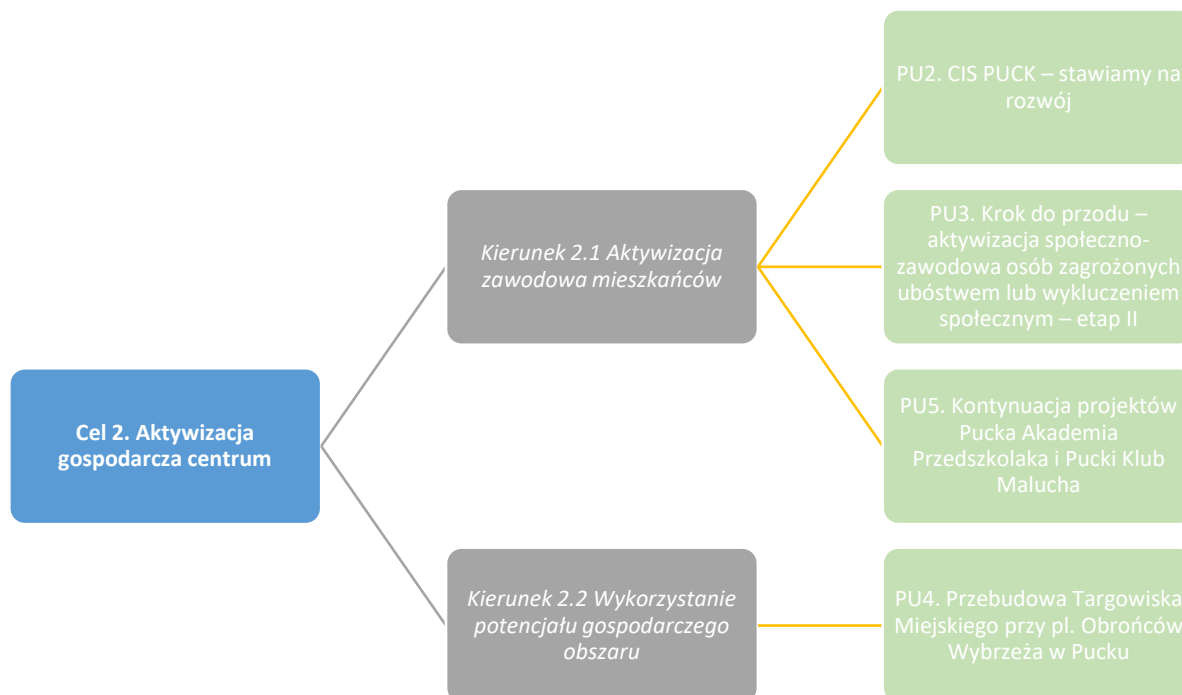 PU2. CIS PUCK – stawiamy na
rozwój
Kierunek 2.1 Aktywizacja
zawodowa mieszkańców
PU3. Krok do przodu –
aktywizacja społeczno-
zawodowa osób zagrożonych
ubóstwem lub wykluczeniem
społecznym – etap II
Cel 2. Aktywizacja
gospodarcza centrum
PU5. Kontynuacja projektów
Pucka Akademia
Przedszkolaka i Pucki Klub
Malucha
Kierunek 2.2 Wykorzystanie
potencjału gospodarczego
obszaru
PU4. Przebudowa Targowiska
Miejskiego przy pl. Obrońców
Wybrzeża w Pucku